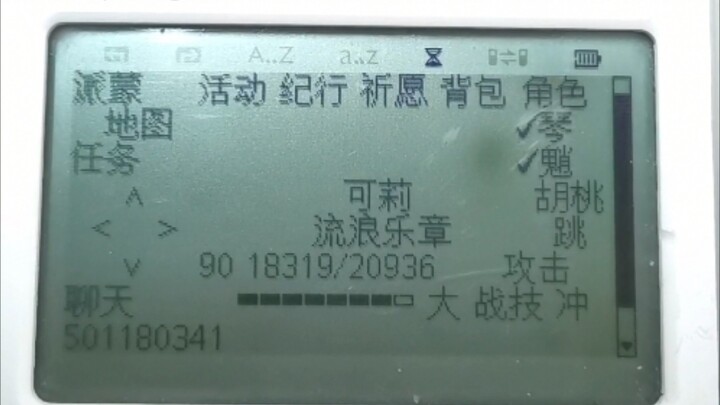 A..Z a..z
派蒙 活动 纪行 祈愿 背包 角色
地图 ✓琴
任务 ✓魈
^ 可莉 胡桃
< > 流浪乐章 跳
v 90 18319/20936 攻击
聊天 大 战技 冲
501180341